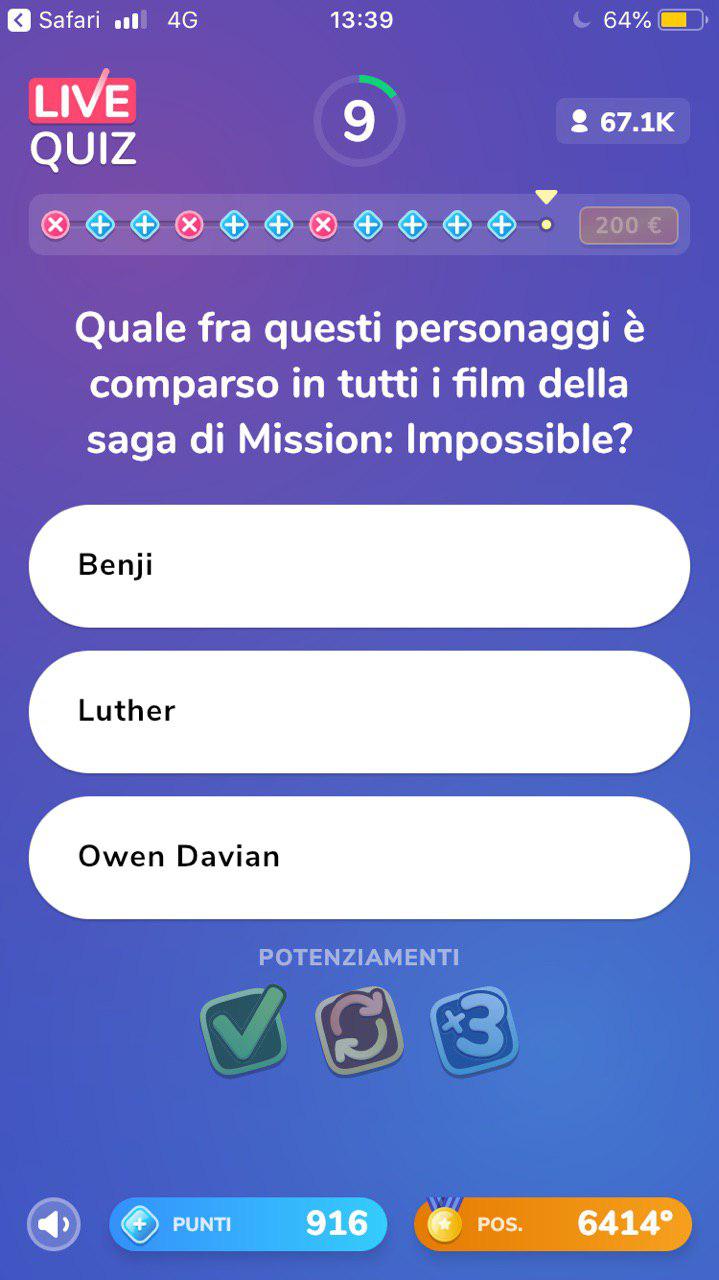 Safari 4G 13:39 64%
LIVE
QUIZ
9
67.1K
200 €
Quale fra questi personaggi è
comparso in tutti i film della
saga di Mission: Impossible?
Benji
Luther
Owen Davian
POTENZIAMENTI
×3
PUNTI 916
POS. 6414°